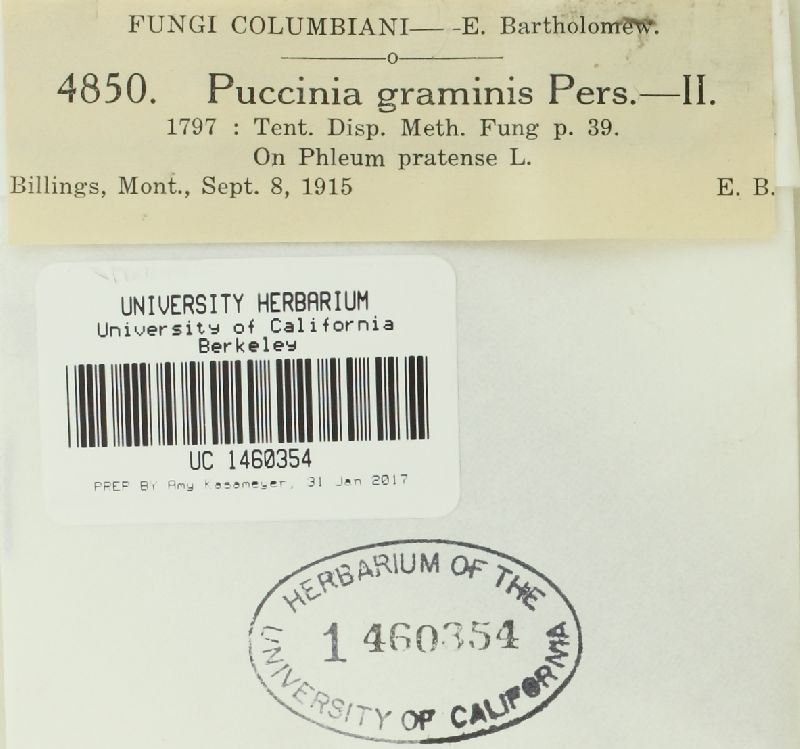 FUNGI COLUMBIANI— -E. Bartholomew.
4850. Puccinia graminis Pers.—II.
1797 : Tent. Disp. Meth. Fung p. 39.
On Phleum pratense L.
Billings, Mont., Sept. 8, 1915 E. B.
UNIVERSITY HERBARIUM
University of California
Berkeley
UC 1460354
PREP BY Amy Kasameyer, 31 Jan 2017
HERBARIUM OF THE
1460354
UNIVERSITY OF CALIFORNIA